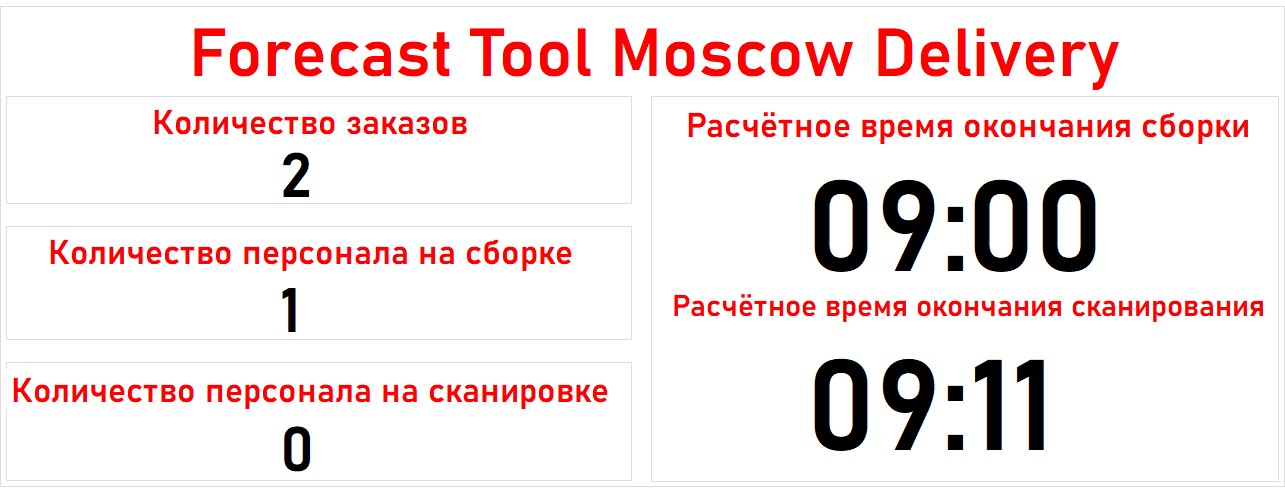 Forecast Tool Moscow Delivery
Количество заказов
2
Количество персонала на сборке
1
Количество персонала на сканировке
0
Расчётное время окончания сборки
09:00
Расчётное время окончания сканирования
09:11